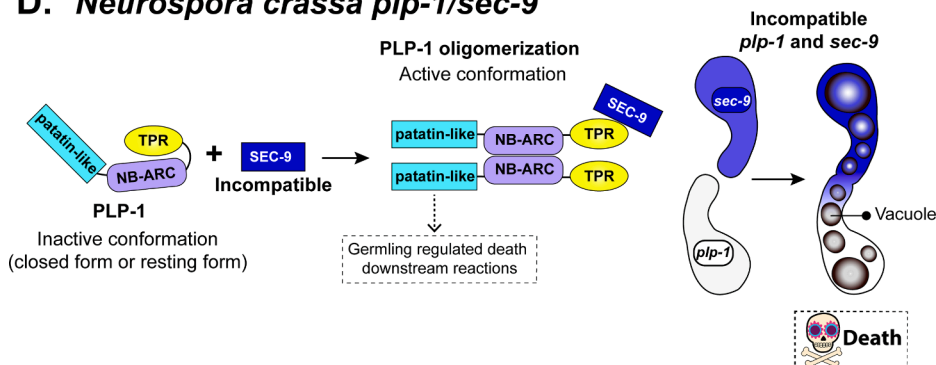 D. Neurospora crassa plp-1/sec-9
Incompatible
plp-1 and sec-9
PLP-1 oligomerization
Active conformation
patatin-like
TPR
NB-ARC
PLP-1
Inactive conformation
(closed form or resting form)
+
SEC-9
Incompatible
SEC-9
patatin-like
NB-ARC
TPR
patatin-like
NB-ARC
TPR
Germling regulated death
downstream reactions
sec-9
plp-1
Vacuole
Death